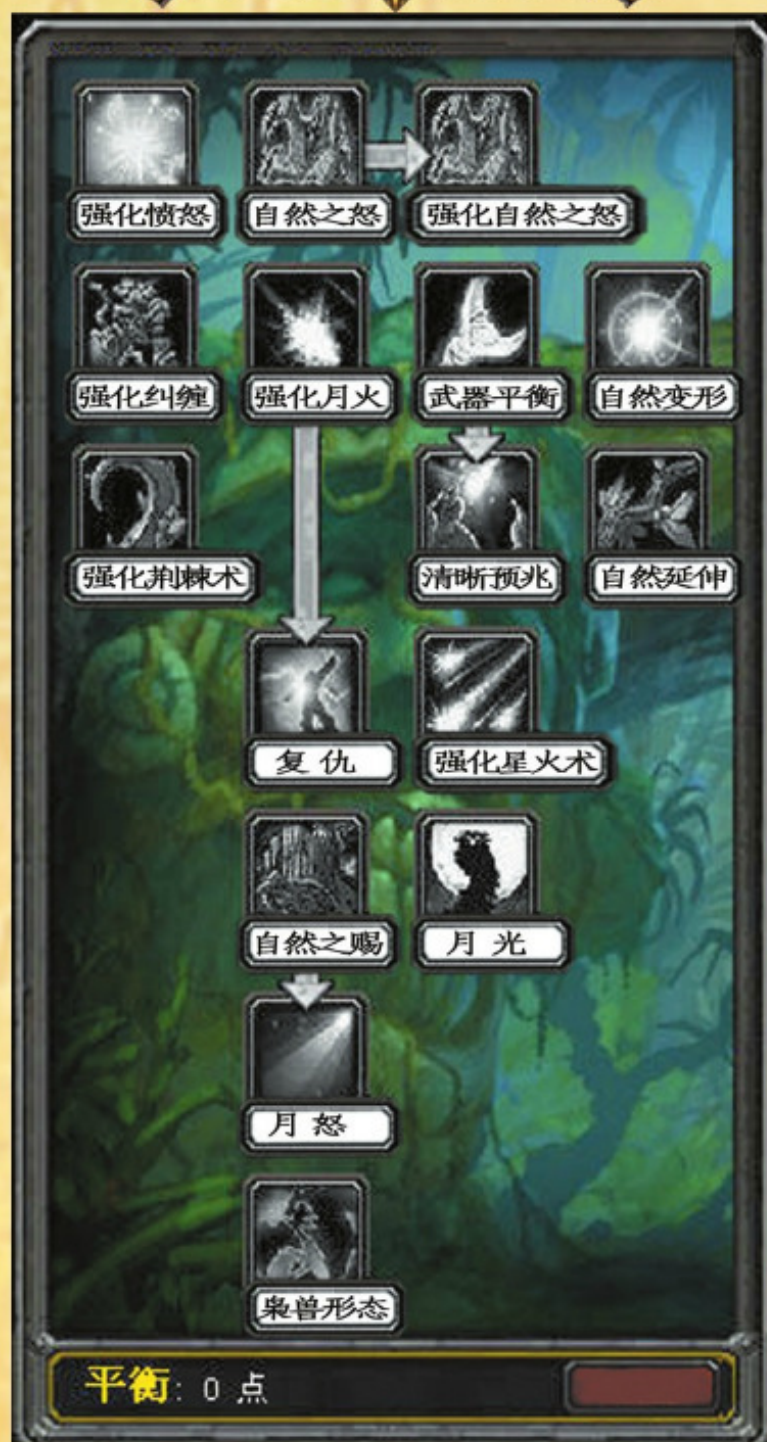 强化愤怒 自然之怒 强化自然之怒
强化纠缠 强化月火 武器平衡 自然变形
强化荆棘术 清晰预兆 自然延伸
复仇 强化星火术
自然之赐 月光
月怒
枭兽形态
平衡: 0 点